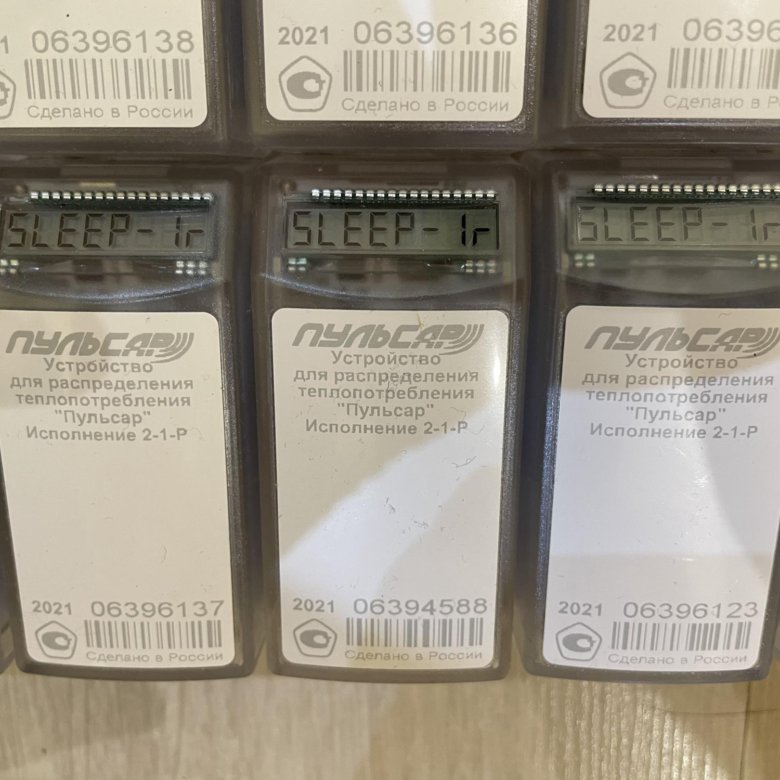 2021 06396138
Сделано в России
2021 06396136
Сделано в России
2021 06396
Сделано в России
SLEEP-1r
ПУЛЬСАР
Устройство
для распределения
теплопотребления
"Пульсар"
Исполнение 2-1-Р
2021 06396137
Сделано в России
SLEEP-1r
ПУЛЬСАР
Устройство
для распределения
теплопотребления
"Пульсар"
Исполнение 2-1-Р
2021 06394588
Сделано в России
SLEEP-1r
ПУЛЬСАР
Устройство
для распределения
теплопотребления
"Пульсар"
Исполнение 2-1-Р
2021 06396123
Сделано в России